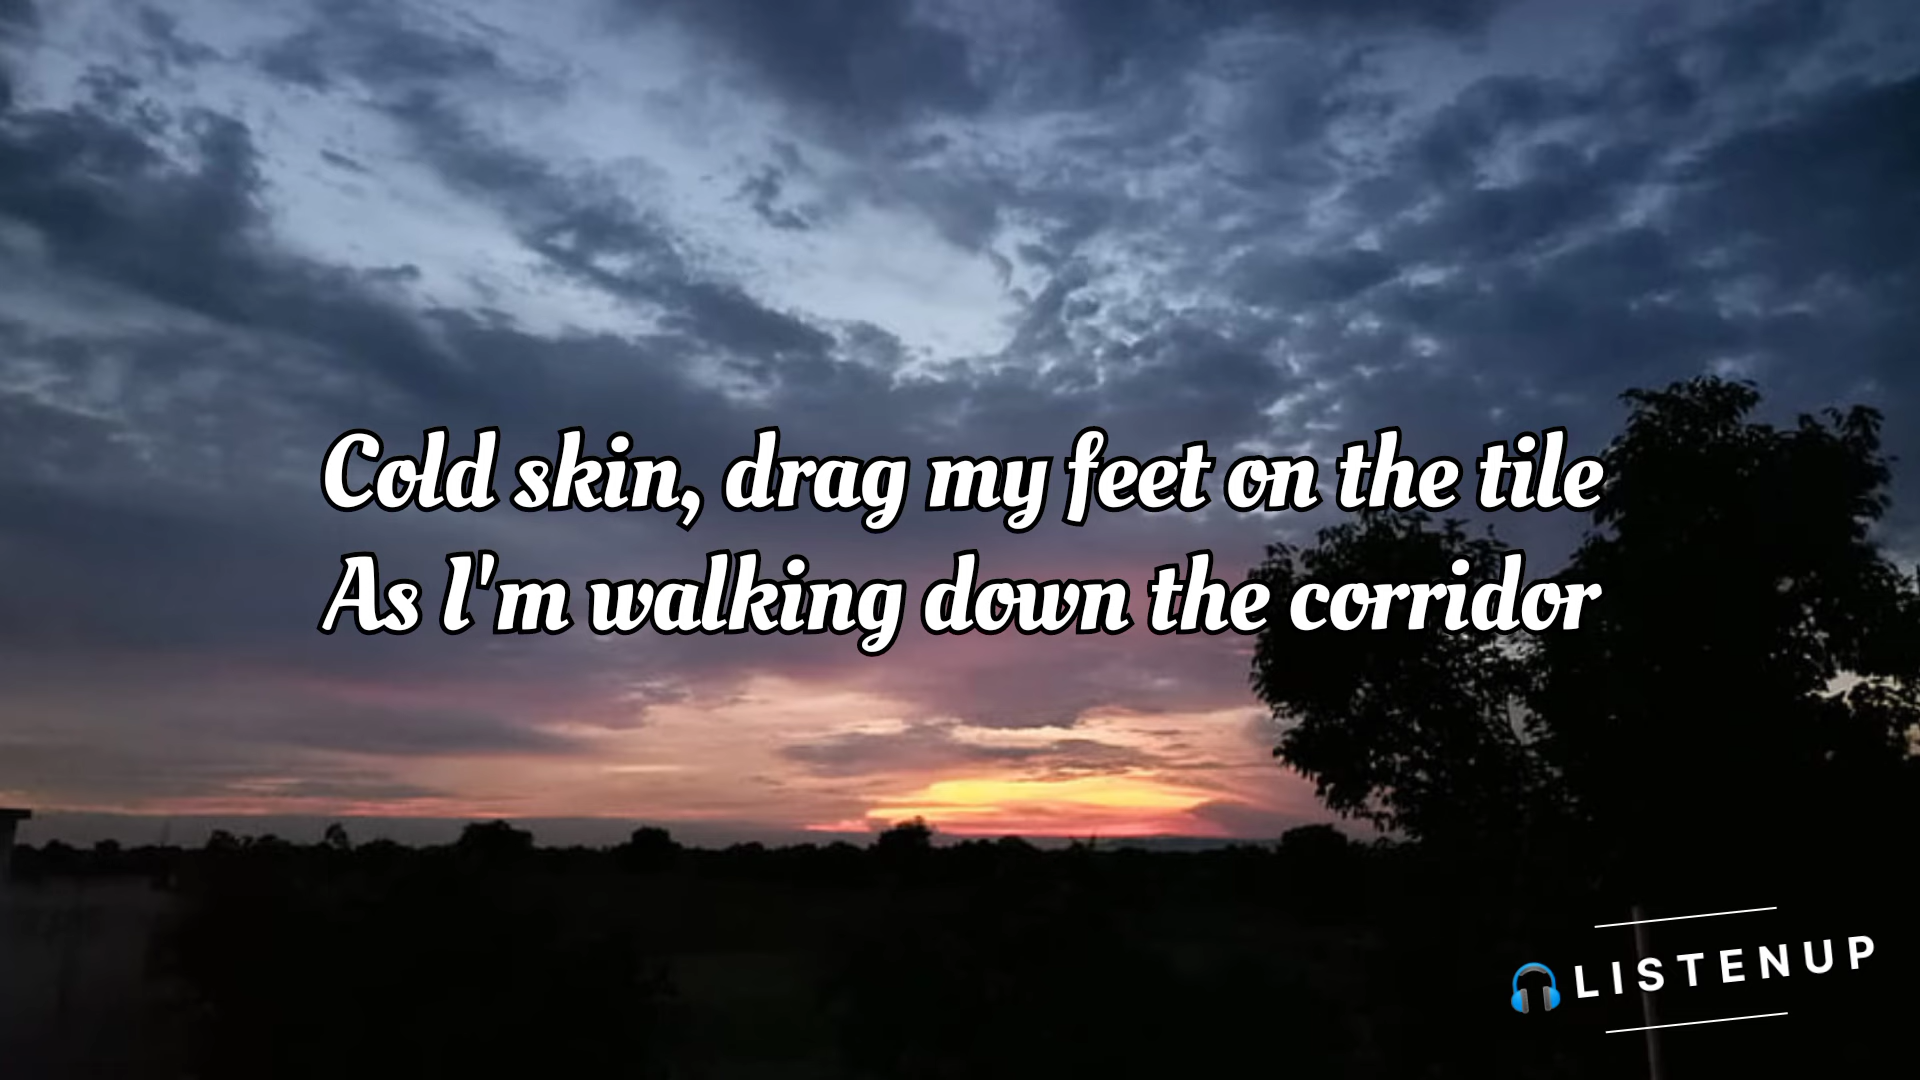 Cold skin, drag my feet on the tile
As I'm walking down the corridor
LISTENUP